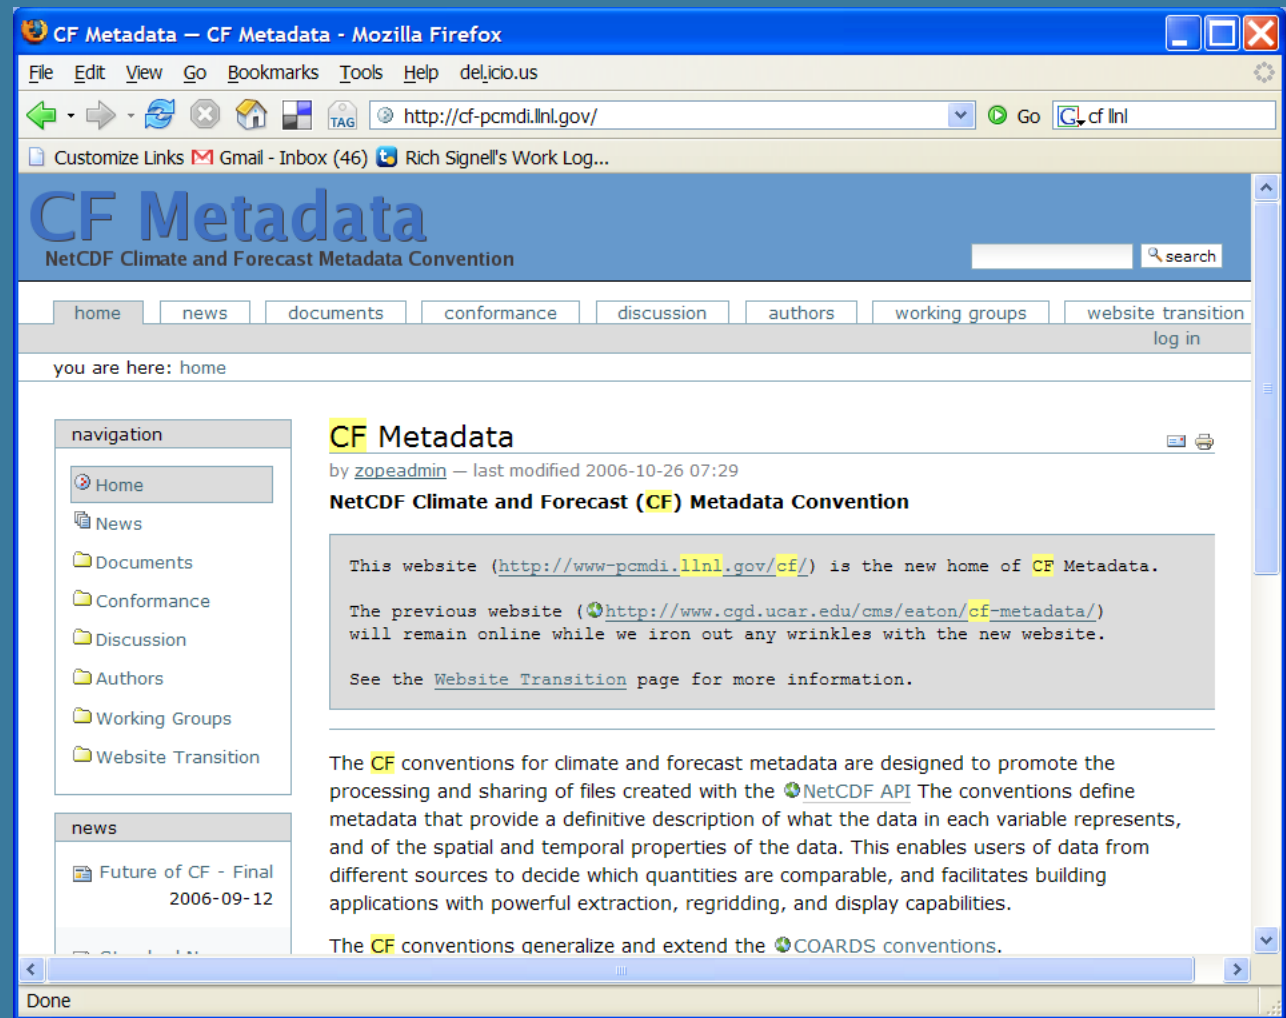 CF Metadata — CF Metadata - Mozilla Firefox
File Edit View Go Bookmarks Tools Help del.icio.us
TAG http://cf-pcmdi.llnl.gov/ Go G cf llnl
Customize Links Gmail - Inbox (46) Rich Signell's Work Log...
CF Metadata
NetCDF Climate and Forecast Metadata Convention
search
home news documents conformance discussion authors working groups website transition
log in
you are here: home
navigation
Home
News
Documents
Conformance
Discussion
Authors
Working Groups
Website Transition
news
Future of CF - Final
2006-09-12
CF Metadata
by zopeadmin — last modified 2006-10-26 07:29
NetCDF Climate and Forecast (CF) Metadata Convention
This website (http://www-pcmdi.llnl.gov/cf/) is the new home of CF Metadata.
The previous website (http://www.cgd.ucar.edu/cms/eaton/cf-metadata/)
will remain online while we iron out any wrinkles with the new website.
See the Website Transition page for more information.
The CF conventions for climate and forecast metadata are designed to promote the
processing and sharing of files created with the NetCDF API The conventions define
metadata that provide a definitive description of what the data in each variable represents,
and of the spatial and temporal properties of the data. This enables users of data from
different sources to decide which quantities are comparable, and facilitates building
applications with powerful extraction, regridding, and display capabilities.
The CF conventions generalize and extend the COARDS conventions.
Done